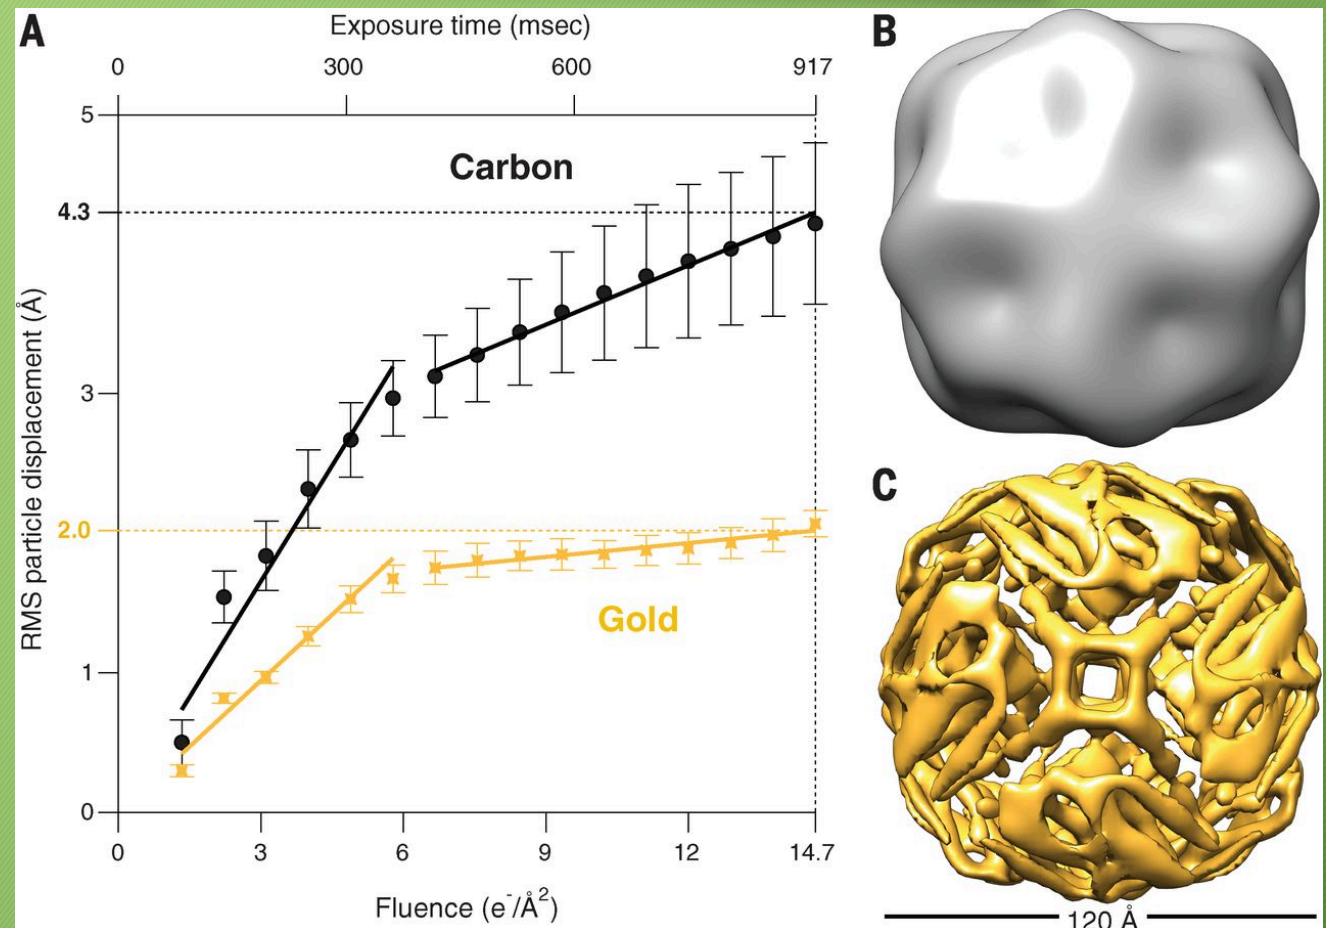 A
Exposure time (msec)
0 300 600 917
5
Carbon
4.3
3
2.0
Gold
1
0
0 3 6 9 12 14.7
RMS particle displacement (Å)
Fluence (e⁻/Å²)
B
C
120 Å